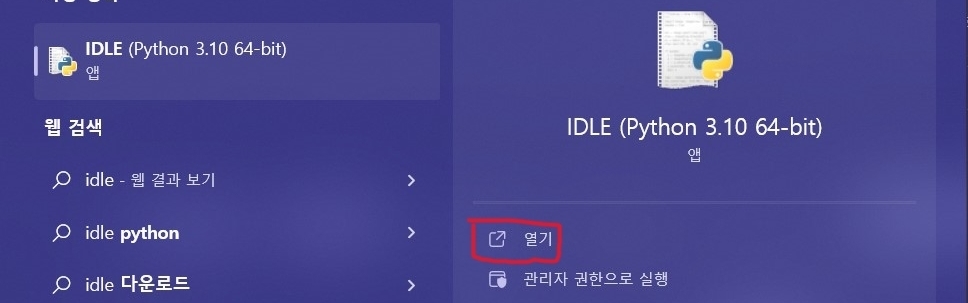 IDLE (Python 3.10 64-bit)
앱
웹 검색
idle - 웹 결과 보기
idle python
idle 다운로드
IDLE (Python 3.10 64-bit)
앱
열기
관리자 권한으로 실행